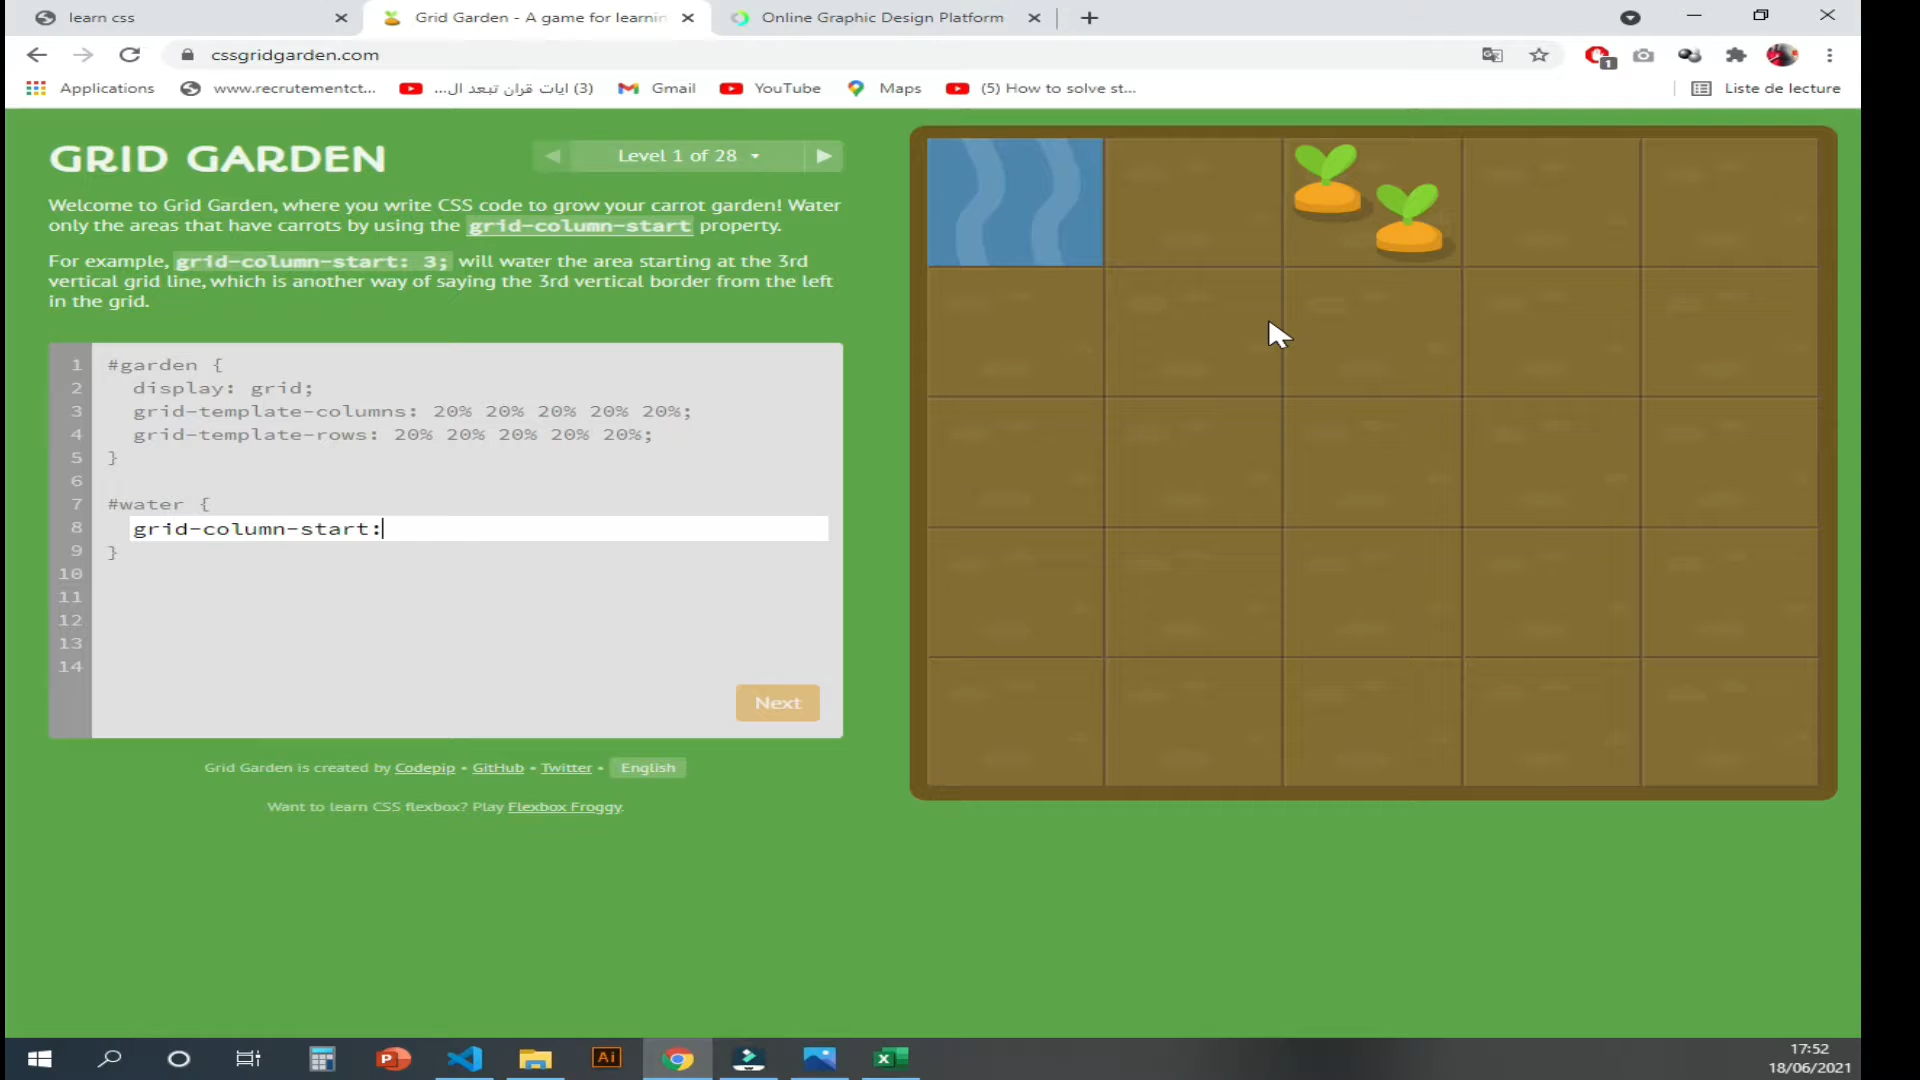 learn css
Grid Garden - A game for learnin
Online Graphic Design Platform
cssgridgarden.com
1
Applications
www.recrutementct...
(3) ايات قران تبعد ال...
Gmail
YouTube
Maps
(5) How to solve st...
Liste de lecture
GRID GARDEN
Level 1 of 28
Welcome to Grid Garden, where you write CSS code to grow your carrot garden! Water
only the areas that have carrots by using the grid-column-start property.
For example, grid-column-start: 3; will water the area starting at the 3rd
vertical grid line, which is another way of saying the 3rd vertical border from the left
in the grid.
1 #garden {
2 display: grid;
3 grid-template-columns: 20% 20% 20% 20% 20%;
4 grid-template-rows: 20% 20% 20% 20% 20%;
5 }
6
7 #water {
8 grid-column-start:
9 }
10
11
12
13
14
Next
Grid Garden is created by Codepip • GitHub • Twitter • English
Want to learn CSS flexbox? Play Flexbox Froggy.
P
Ai
X
17:52
18/06/2021